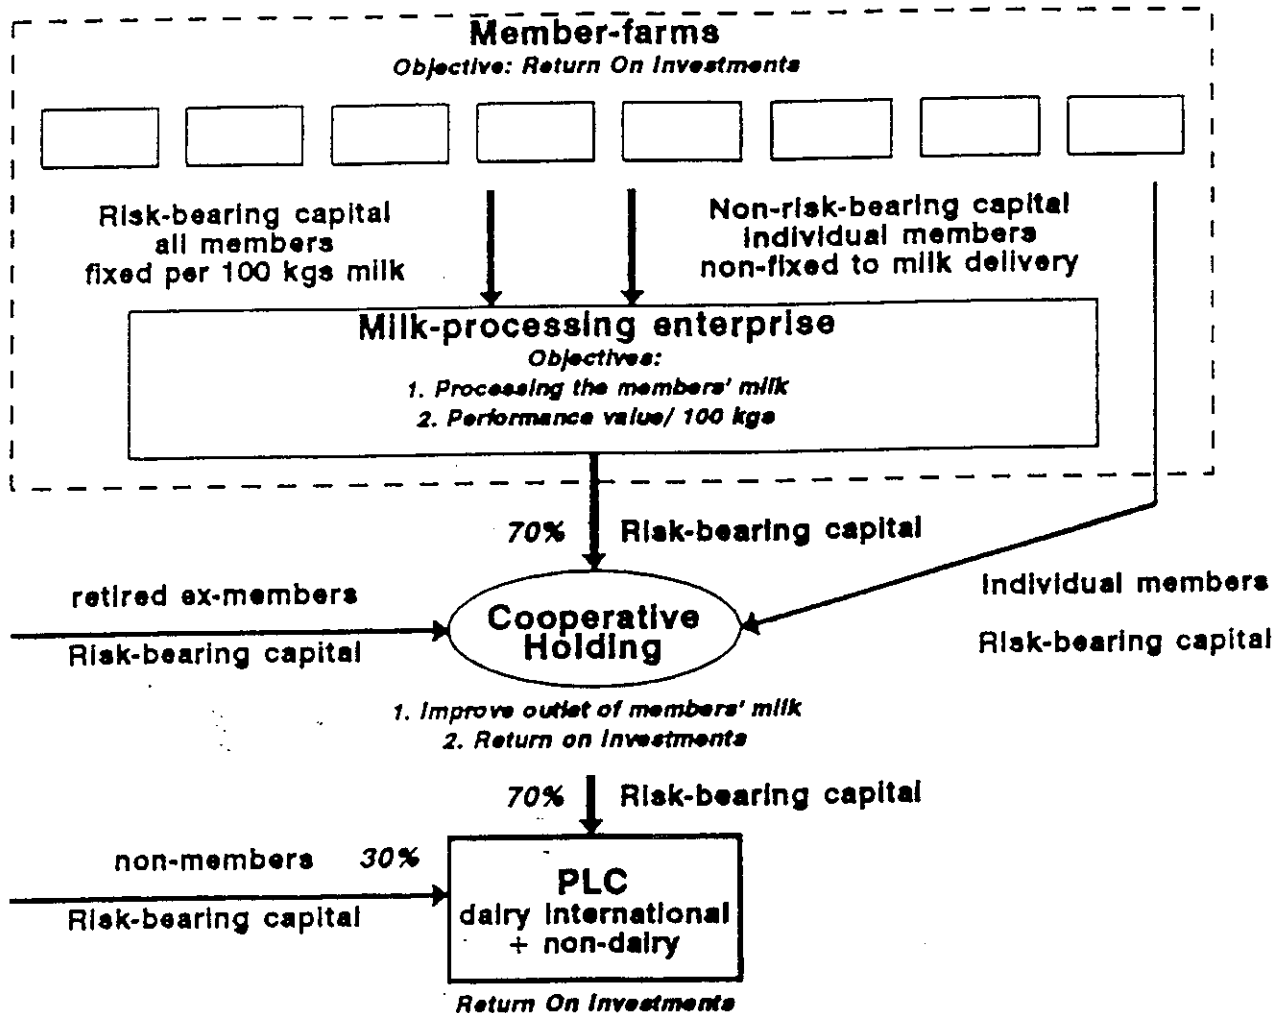 Member-farms
Objective: Return On Investments
Risk-bearing capital
all members
fixed per 100 kgs milk
Non-risk-bearing capital
individual members
non-fixed to milk delivery
Milk-processing enterprise
Objectives:
1. Processing the members' milk
2. Performance value/ 100 kgs
70% Risk-bearing capital
retired ex-members
Risk-bearing capital
individual members
Risk-bearing capital
Cooperative
Holding
1. Improve outlet of members' milk
2. Return on Investments
70% Risk-bearing capital
non-members 30%
Risk-bearing capital
PLC
dairy international
+ non-dairy
Return On Investments